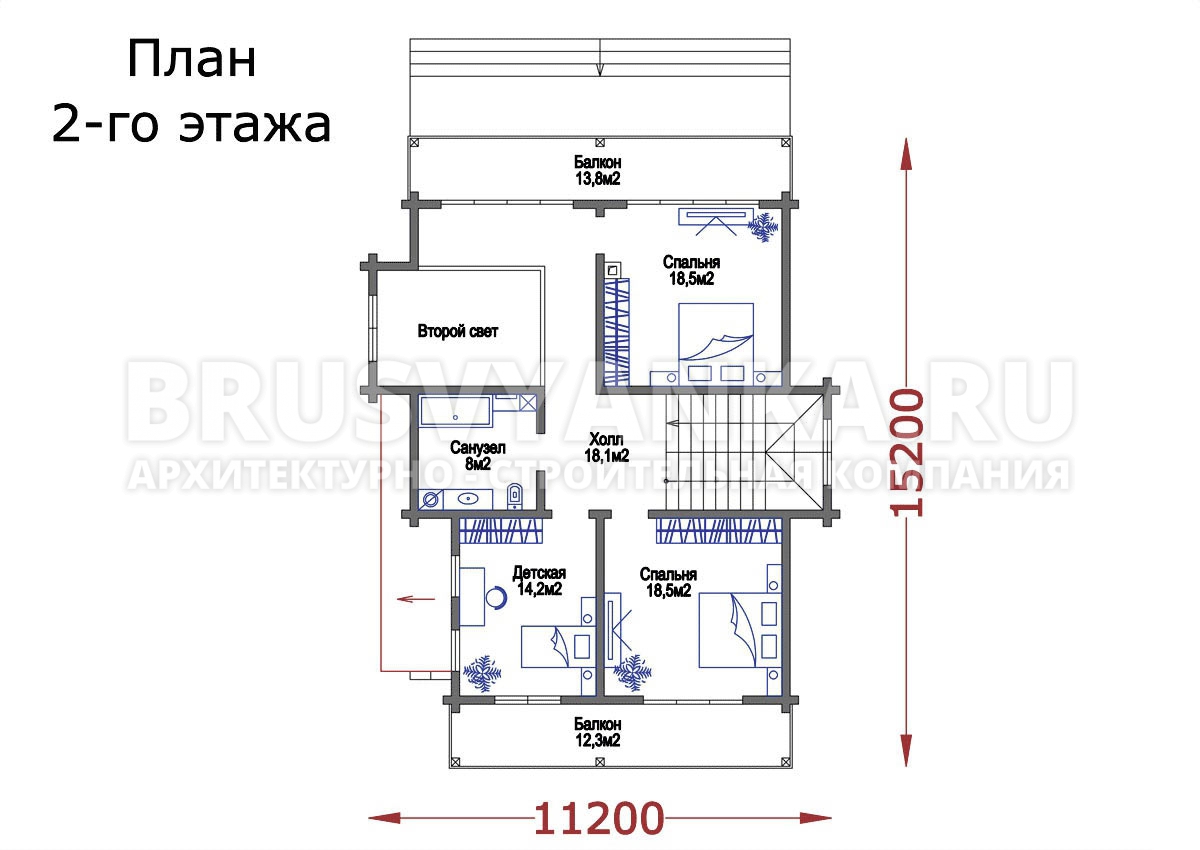 План
2-го этажа
Балкон
13,8м2
Спальня
18,5м2
Второй свет
BRUSVYANKA.RU
АРХИТЕКТУРНО - СТРОИТЕЛЬНАЯ КОМПАНИЯ
Санузел
8м2
Холл
18,1м2
15200
Детская
14,2м2
Спальня
18,5м2
Балкон
12,3м2
11200